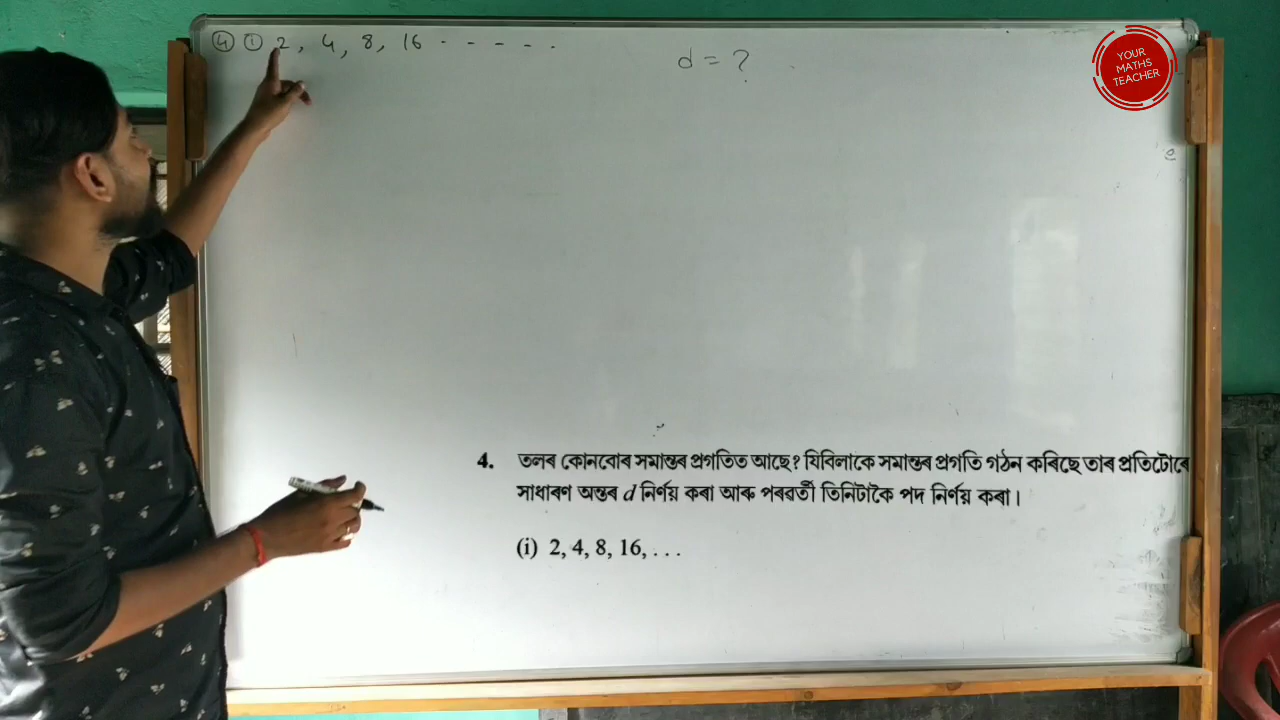 ④ ① 2, 4, 8, 16 - - - - -
d = ?
YOUR
MATHS
TEACHER
4. তলৰ কোনবোৰ সমান্তৰ প্ৰগতিত আছে? যিবিলাকে সমান্তৰ প্ৰগতি গঠন কৰিছে তাৰ প্ৰতিটোৰে
সাধাৰণ অন্তৰ d নিৰ্ণয় কৰা আৰু পৰৱৰ্তী তিনিটাকৈ পদ নিৰ্ণয় কৰা।
(i) 2, 4, 8, 16, . . .